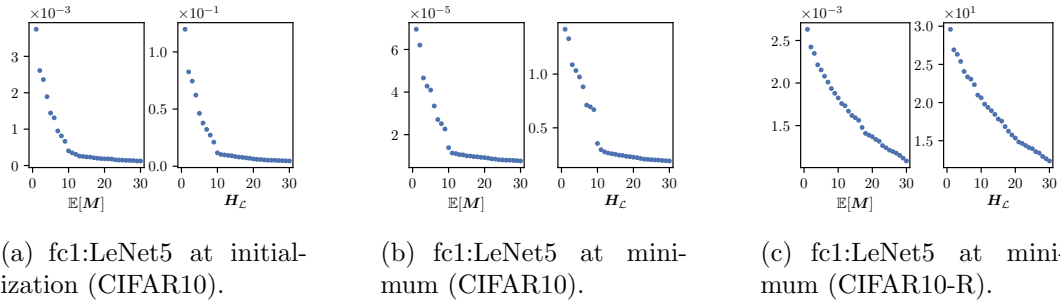 ×10−3
×10−1
×10−5
×10−3
×101
3
2
1
0
1.0
0.5
0.0
6
4
2
1.0
0.5
2.5
2.0
1.5
3.0
2.5
2.0
1.5
0 10 20 30
0 10 20 30
0 10 20 30
0 10 20 30
0 10 20 30
0 10 20 30
𝔼[M]
H_ℒ
𝔼[M]
H_ℒ
𝔼[M]
H_ℒ
(a) fc1:LeNet5 at initial-
ization (CIFAR10).
(b) fc1:LeNet5 at mini-
mum (CIFAR10).
(c) fc1:LeNet5 at mini-
mum (CIFAR10-R).